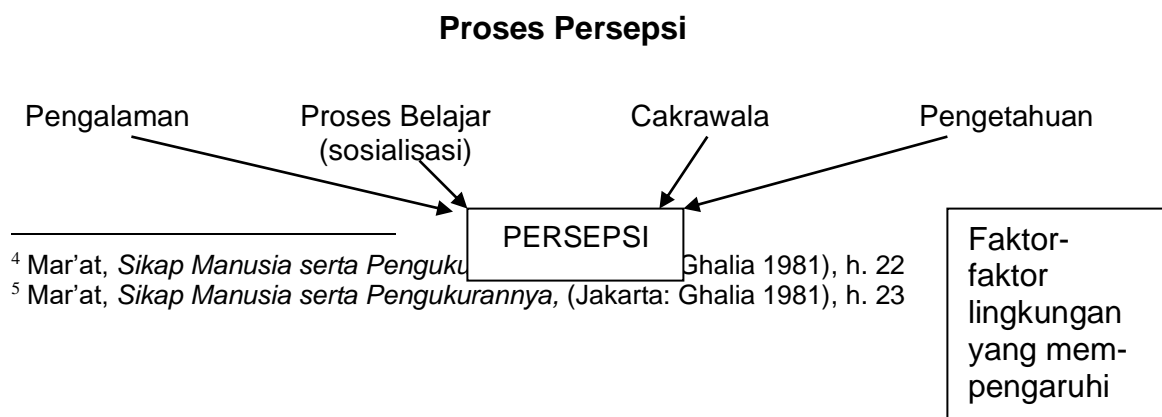 Proses Persepsi
Pengalaman Proses Belajar Cakrawala Pengetahuan
(sosialisasi)
PERSEPSI
Faktor-
faktor
lingkungan
yang mem-
pengaruhi
4 Mar’at, Sikap Manusia serta Penguku Ghalia 1981), h. 22
5 Mar’at, Sikap Manusia serta Pengukurannya, (Jakarta: Ghalia 1981), h. 23